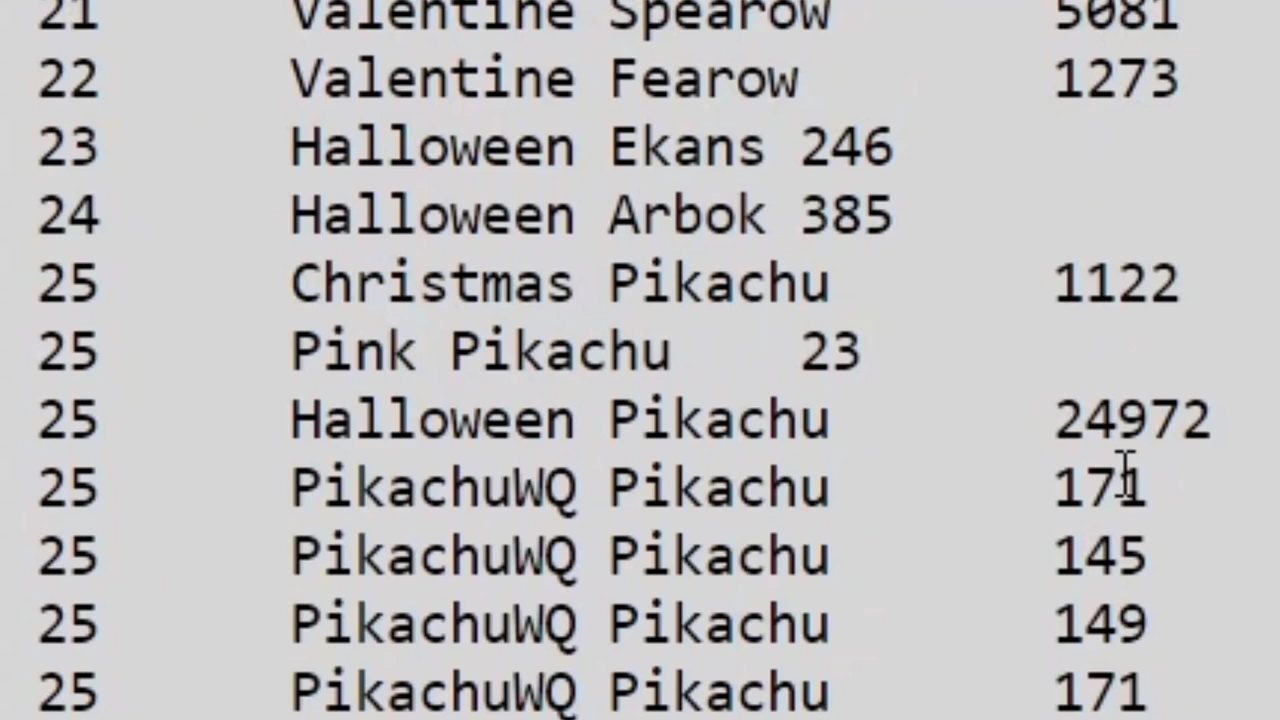 21 Valentine Spearow 5081
22 Valentine Fearow 1273
23 Halloween Ekans 246
24 Halloween Arbok 385
25 Christmas Pikachu 1122
25 Pink Pikachu 23
25 Halloween Pikachu 24972
25 PikachuWQ Pikachu 171
25 PikachuWQ Pikachu 145
25 PikachuWQ Pikachu 149
25 PikachuWQ Pikachu 171